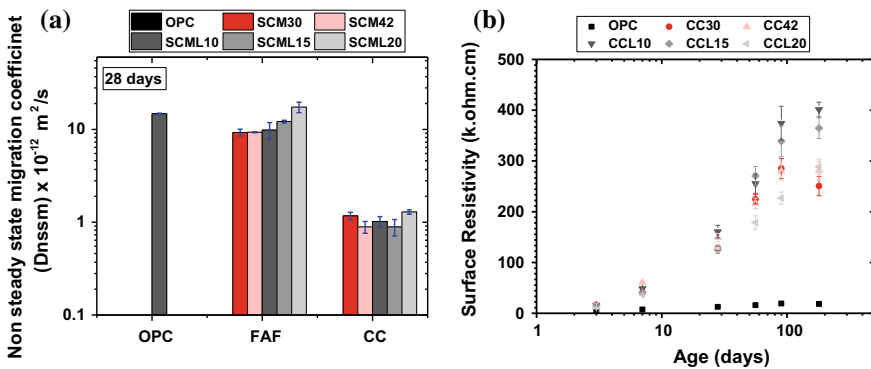 (a)
OPC SCM30 SCM42
SCML10 SCML15 SCML20
28 days
Non steady state migration coefficinet
(Dnssm) x 10⁻¹² m²/s
10
1
0.1
OPC FAF CC
(b)
OPC CC30 CC42
CCL10 CCL15 CCL20
Surface Resistivity (k.ohm.cm)
500
400
300
200
100
0
1 10 100
Age (days)